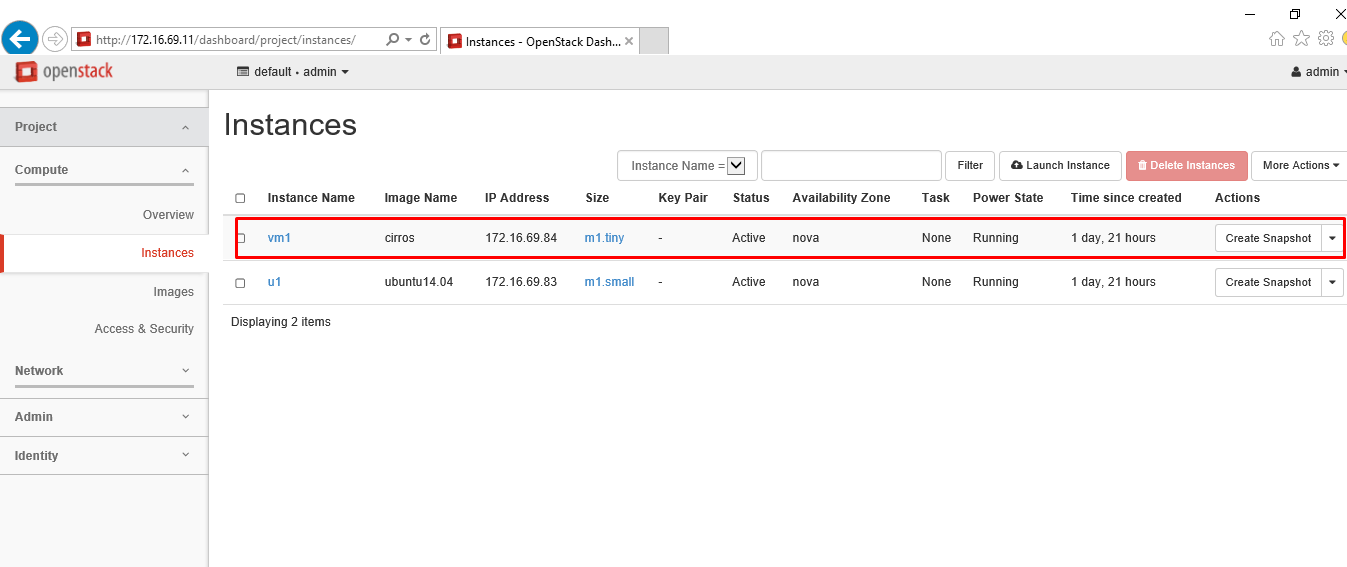 http://172.16.69.11/dashboard/project/instances/
Instances - OpenStack Dash...
openstack
default • admin
admin
Project
Compute
Overview
Instances
Images
Access & Security
Network
Admin
Identity
Instances
Instance Name =
Filter
Launch Instance
Delete Instances
More Actions
Instance Name Image Name IP Address Size Key Pair Status Availability Zone Task Power State Time since created Actions
vm1 cirros 172.16.69.84 m1.tiny - Active nova None Running 1 day, 21 hours Create Snapshot
u1 ubuntu14.04 172.16.69.83 m1.small - Active nova None Running 1 day, 21 hours Create Snapshot
Displaying 2 items